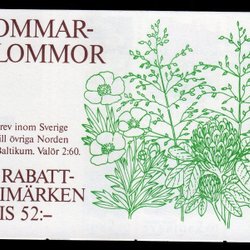 OMMAR-
LOMMOR
rev inom Sverige
ill övriga Norden
Baltikum. Valör 2:60.
RABATT-
IMÄRKEN
IS 52:–